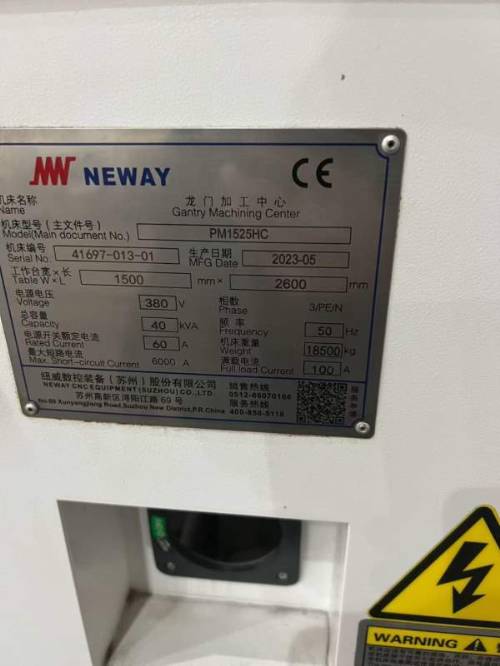 NEWAY CE
机床名称 龙门加工中心
Name Gantry Machining Center
机床型号(主文件号) PM1525HC
Model(Main document No.)
机床编号 41697-013-01 生产日期 2023-05
Serial No. MFG Date
工作台宽×长 1500 mm× 2600 mm
Table W×L
电源电压 380 V 相数 3/PE/N
Voltage Phase
总容量 40 kVA 频率 50 Hz
Capacity Frequency
电源开关额定电流 60 A 机床重量 18500 kg
Rated Current Weight
最大短路电流 6000 A 满载电流 100 A
Max. Short-circuit Current Full load Current
纽威数控装备(苏州)股份有限公司 销售热线
NEWAY CNC EQUIPMENT(SUZHOU)CO.,LTD
苏州高新区浔阳江路 69 号 服务热线
No.69 Xunyangjiang Road,Suzhou New District,P.R.China
WARNING